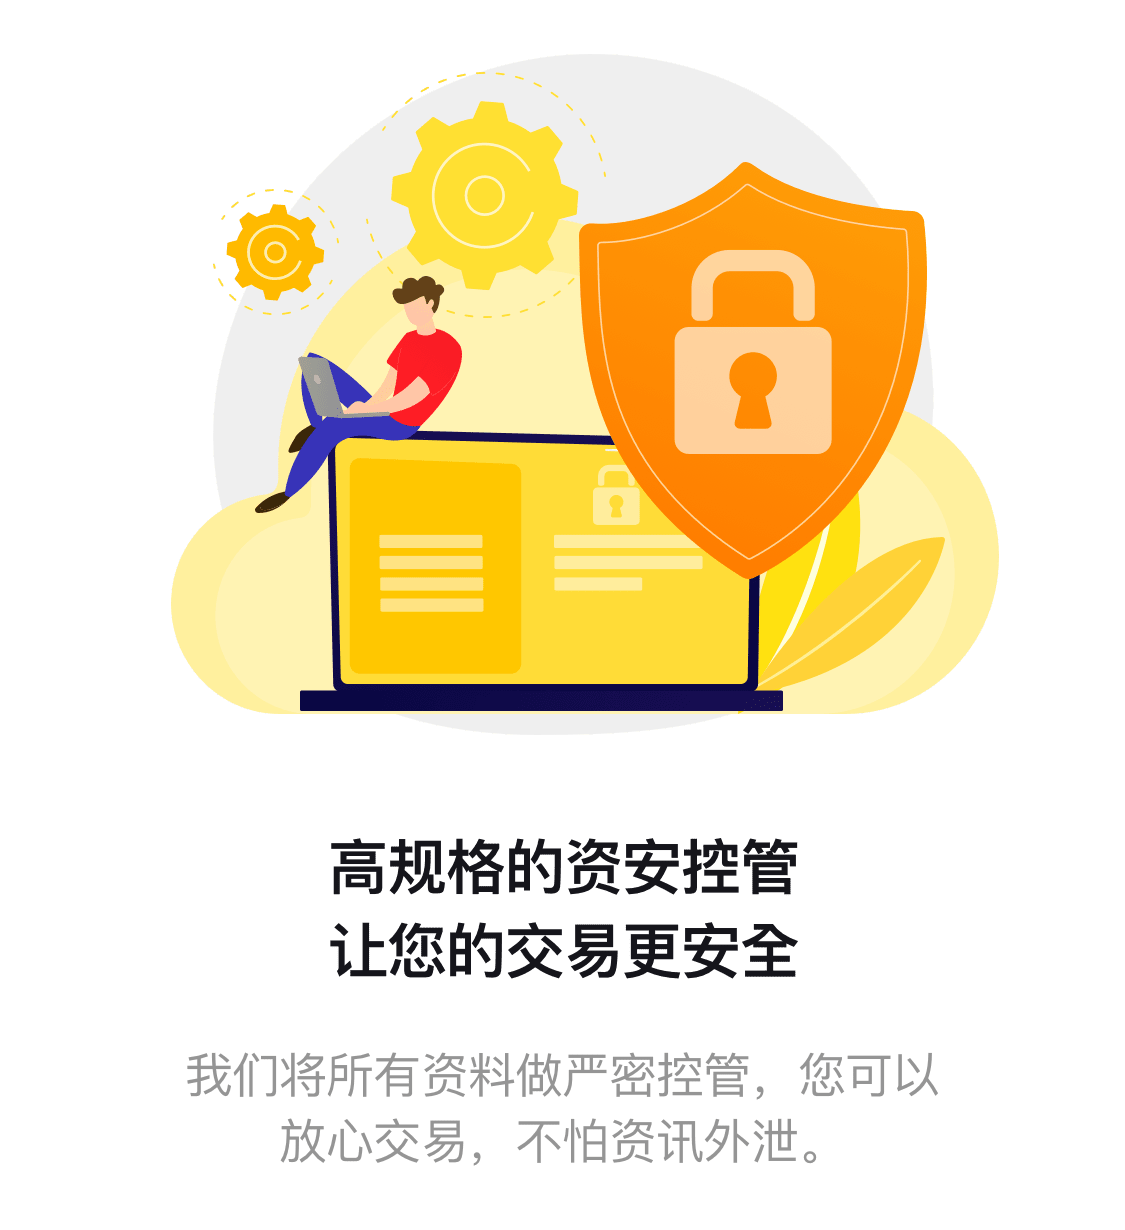 高规格的资安控管
让您的交易更安全
我们将所有资料做严密控管，您可以
放心交易，不怕资讯外泄。